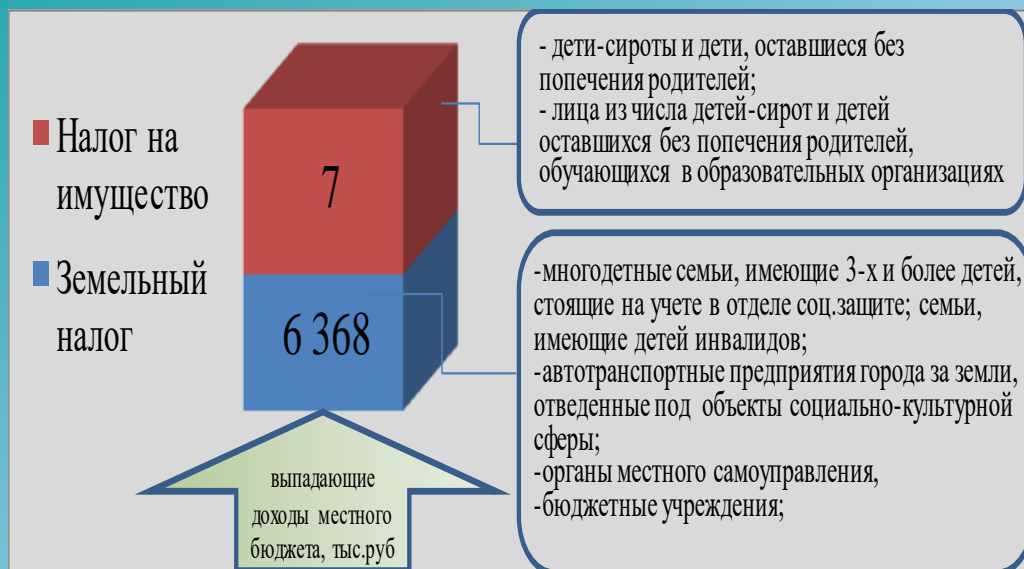 Налог на
имущество
Земельный
налог
7
6 368
выпадающие
доходы местного
бюджета, тыс.руб
- дети-сироты и дети, оставшиеся без
попечения родителей;
- лица из числа детей-сирот и детей
оставшихся без попечения родителей,
обучающихся в образовательных организациях
-многодетные семьи, имеющие 3-х и более детей,
стоящие на учете в отделе соц.защите; семьи,
имеющие детей инвалидов;
-автотранспортные предприятия города за земли,
отведенные под объекты социально-культурной
сферы;
-органы местного самоуправления,
-бюджетные учреждения;